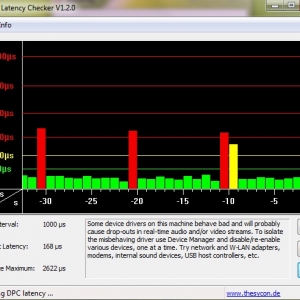 Latency Checker V1.2.0
Info
00µs
µs
µs
µs
µs
µs
µs
s
-30
-25
-20
-15
-10
-5
Interval:
1000 µs
Latency:
168 µs
Maximum:
2622 µs
Some device drivers on this machine behave bad and will probably
cause drop-outs in real-time audio and/or video streams. To isolate
the misbehaving driver use Device Manager and disable/re-enable
various devices, one at a time. Try network and W-LAN adapters,
modems, internal sound devices, USB host controllers, etc.
DPC latency ...
www.thesycon.de